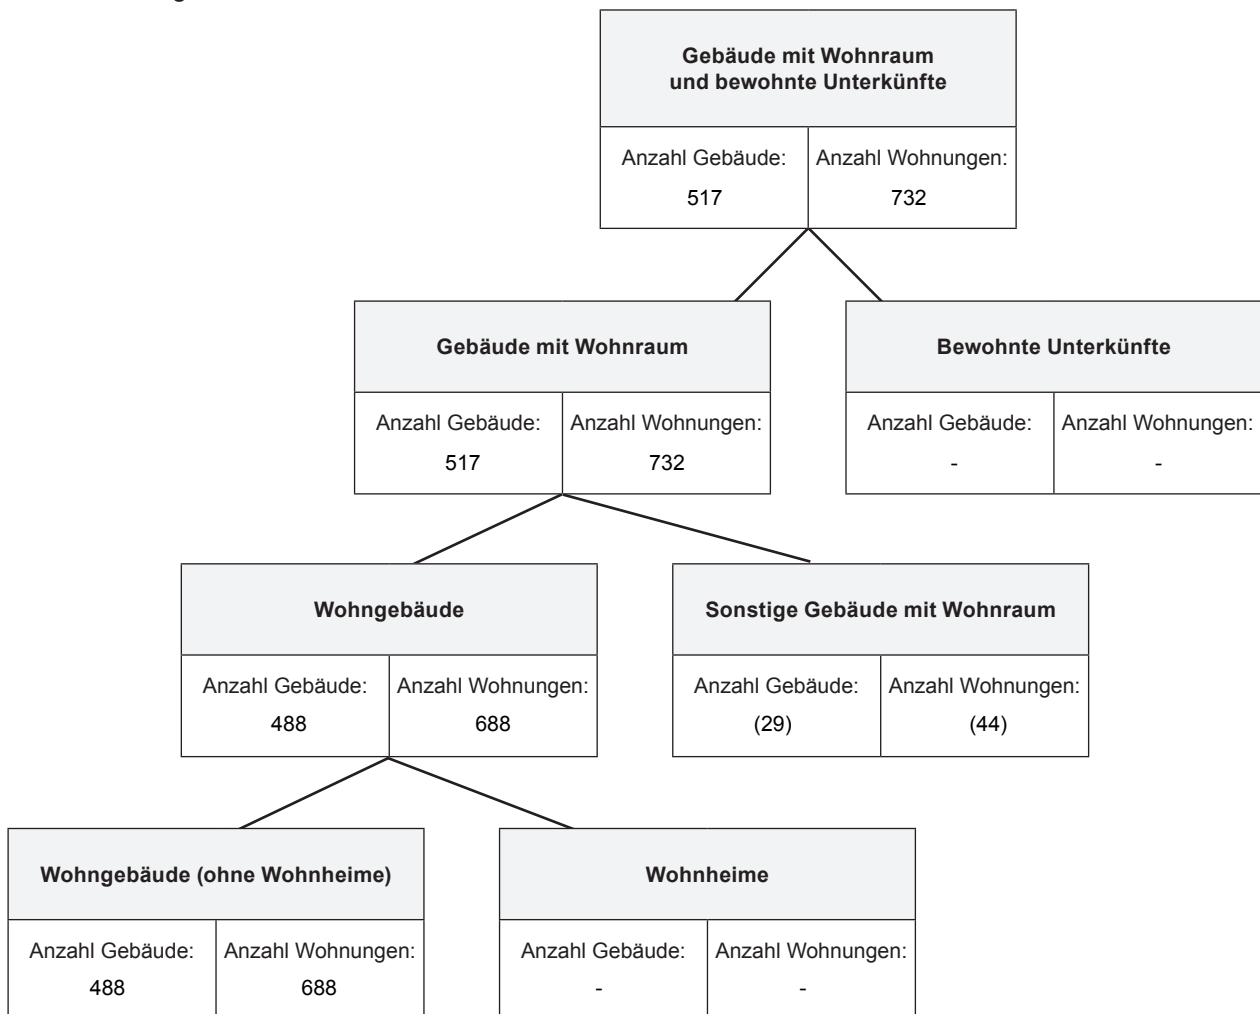 Gebäude mit Wohnraum
und bewohnte Unterkünfte
Anzahl Gebäude: Anzahl Wohnungen:
517 732
Gebäude mit Wohnraum
Anzahl Gebäude: Anzahl Wohnungen:
517 732
Bewohnte Unterkünfte
Anzahl Gebäude: Anzahl Wohnungen:
- -
Wohngebäude
Anzahl Gebäude: Anzahl Wohnungen:
488 688
Sonstige Gebäude mit Wohnraum
Anzahl Gebäude: Anzahl Wohnungen:
(29) (44)
Wohngebäude (ohne Wohnheime)
Anzahl Gebäude: Anzahl Wohnungen:
488 688
Wohnheime
Anzahl Gebäude: Anzahl Wohnungen:
- -